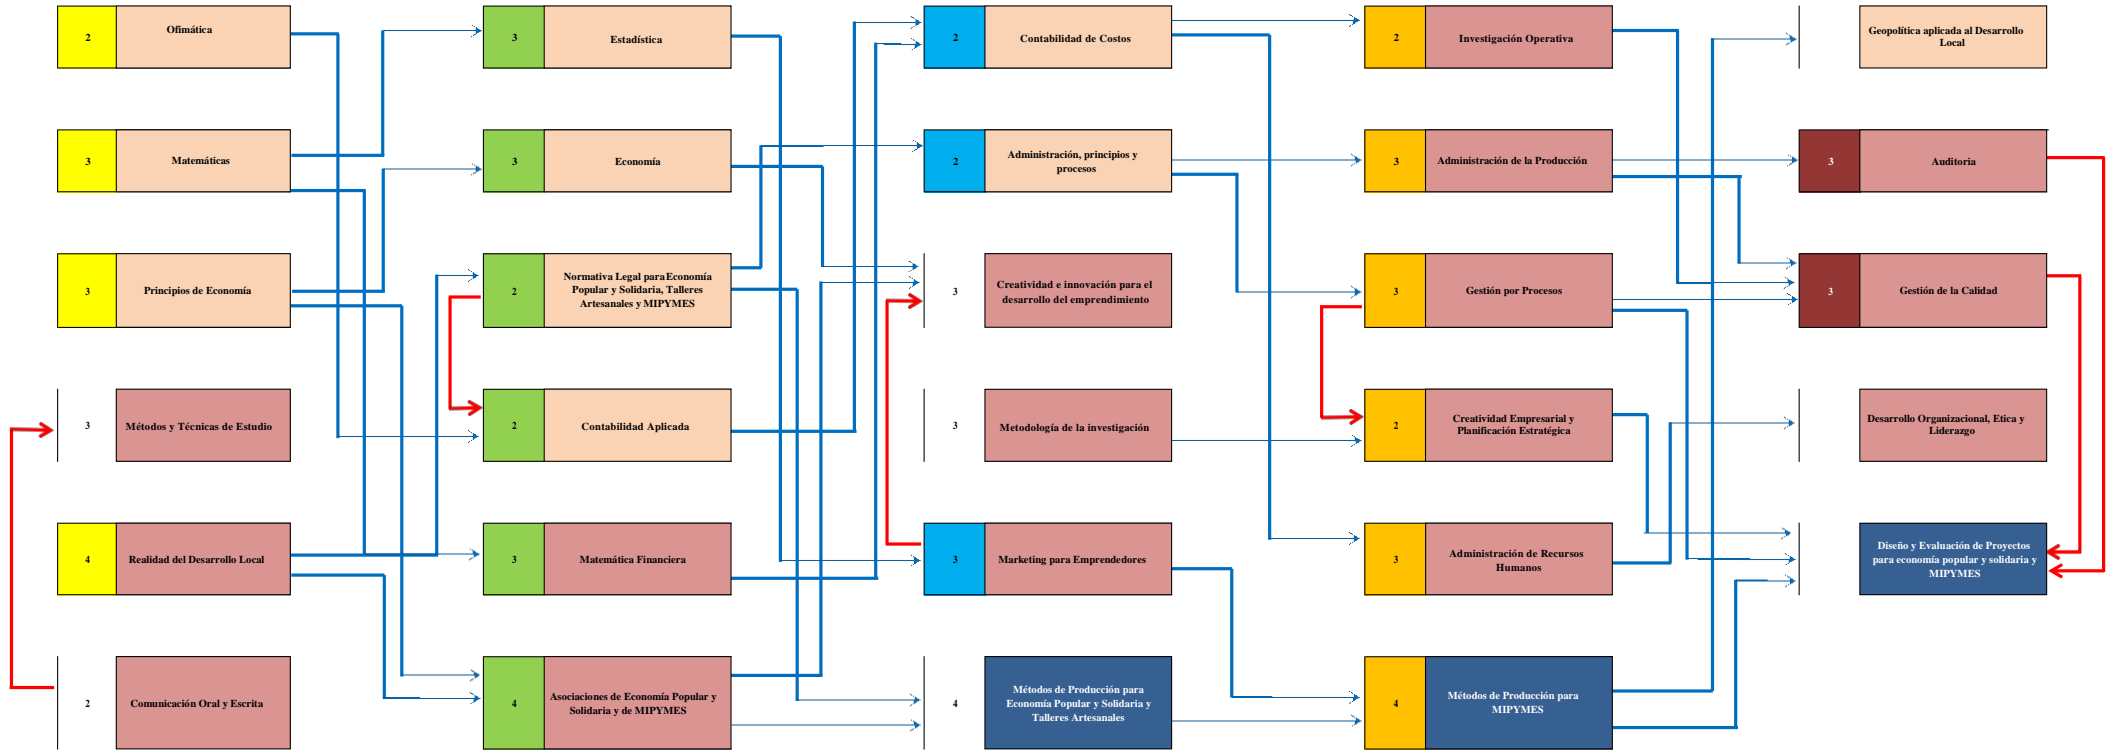 2
Ofimática
3
Estadística
2
Contabilidad de Costos
2
Investigación Operativa
Geopolítica aplicada al Desarrollo
Local
3
Matemáticas
3
Economía
2
Administración, principios y
procesos
3
Administración de la Producción
3
Auditoria
3
Principios de Economía
2
Normativa Legal para Economía
Popular y Solidaria, Talleres
Artesanales y MIPYMES
3
Creatividad e innovación para el
desarrollo del emprendimiento
3
Gestión por Procesos
3
Gestión de la Calidad
3
Métodos y Técnicas de Estudio
2
Contabilidad Aplicada
3
Metodología de la investigación
2
Creatividad Empresarial y
Planificación Estratégica
Desarrollo Organizacional, Etica y
Liderazgo
4
Realidad del Desarrollo Local
3
Matemática Financiera
3
Marketing para Emprendedores
3
Administración de Recursos
Humanos
Diseño y Evaluación de Proyectos
para economía popular y solidaria y
MIPYMES
2
Comunicación Oral y Escrita
4
Asociaciones de Economía Popular y
Solidaria y de MIPYMES
4
Métodos de Producción para
Economía Popular y Solidaria y
Talleres Artesanales
4
Métodos de Producción para
MIPYMES